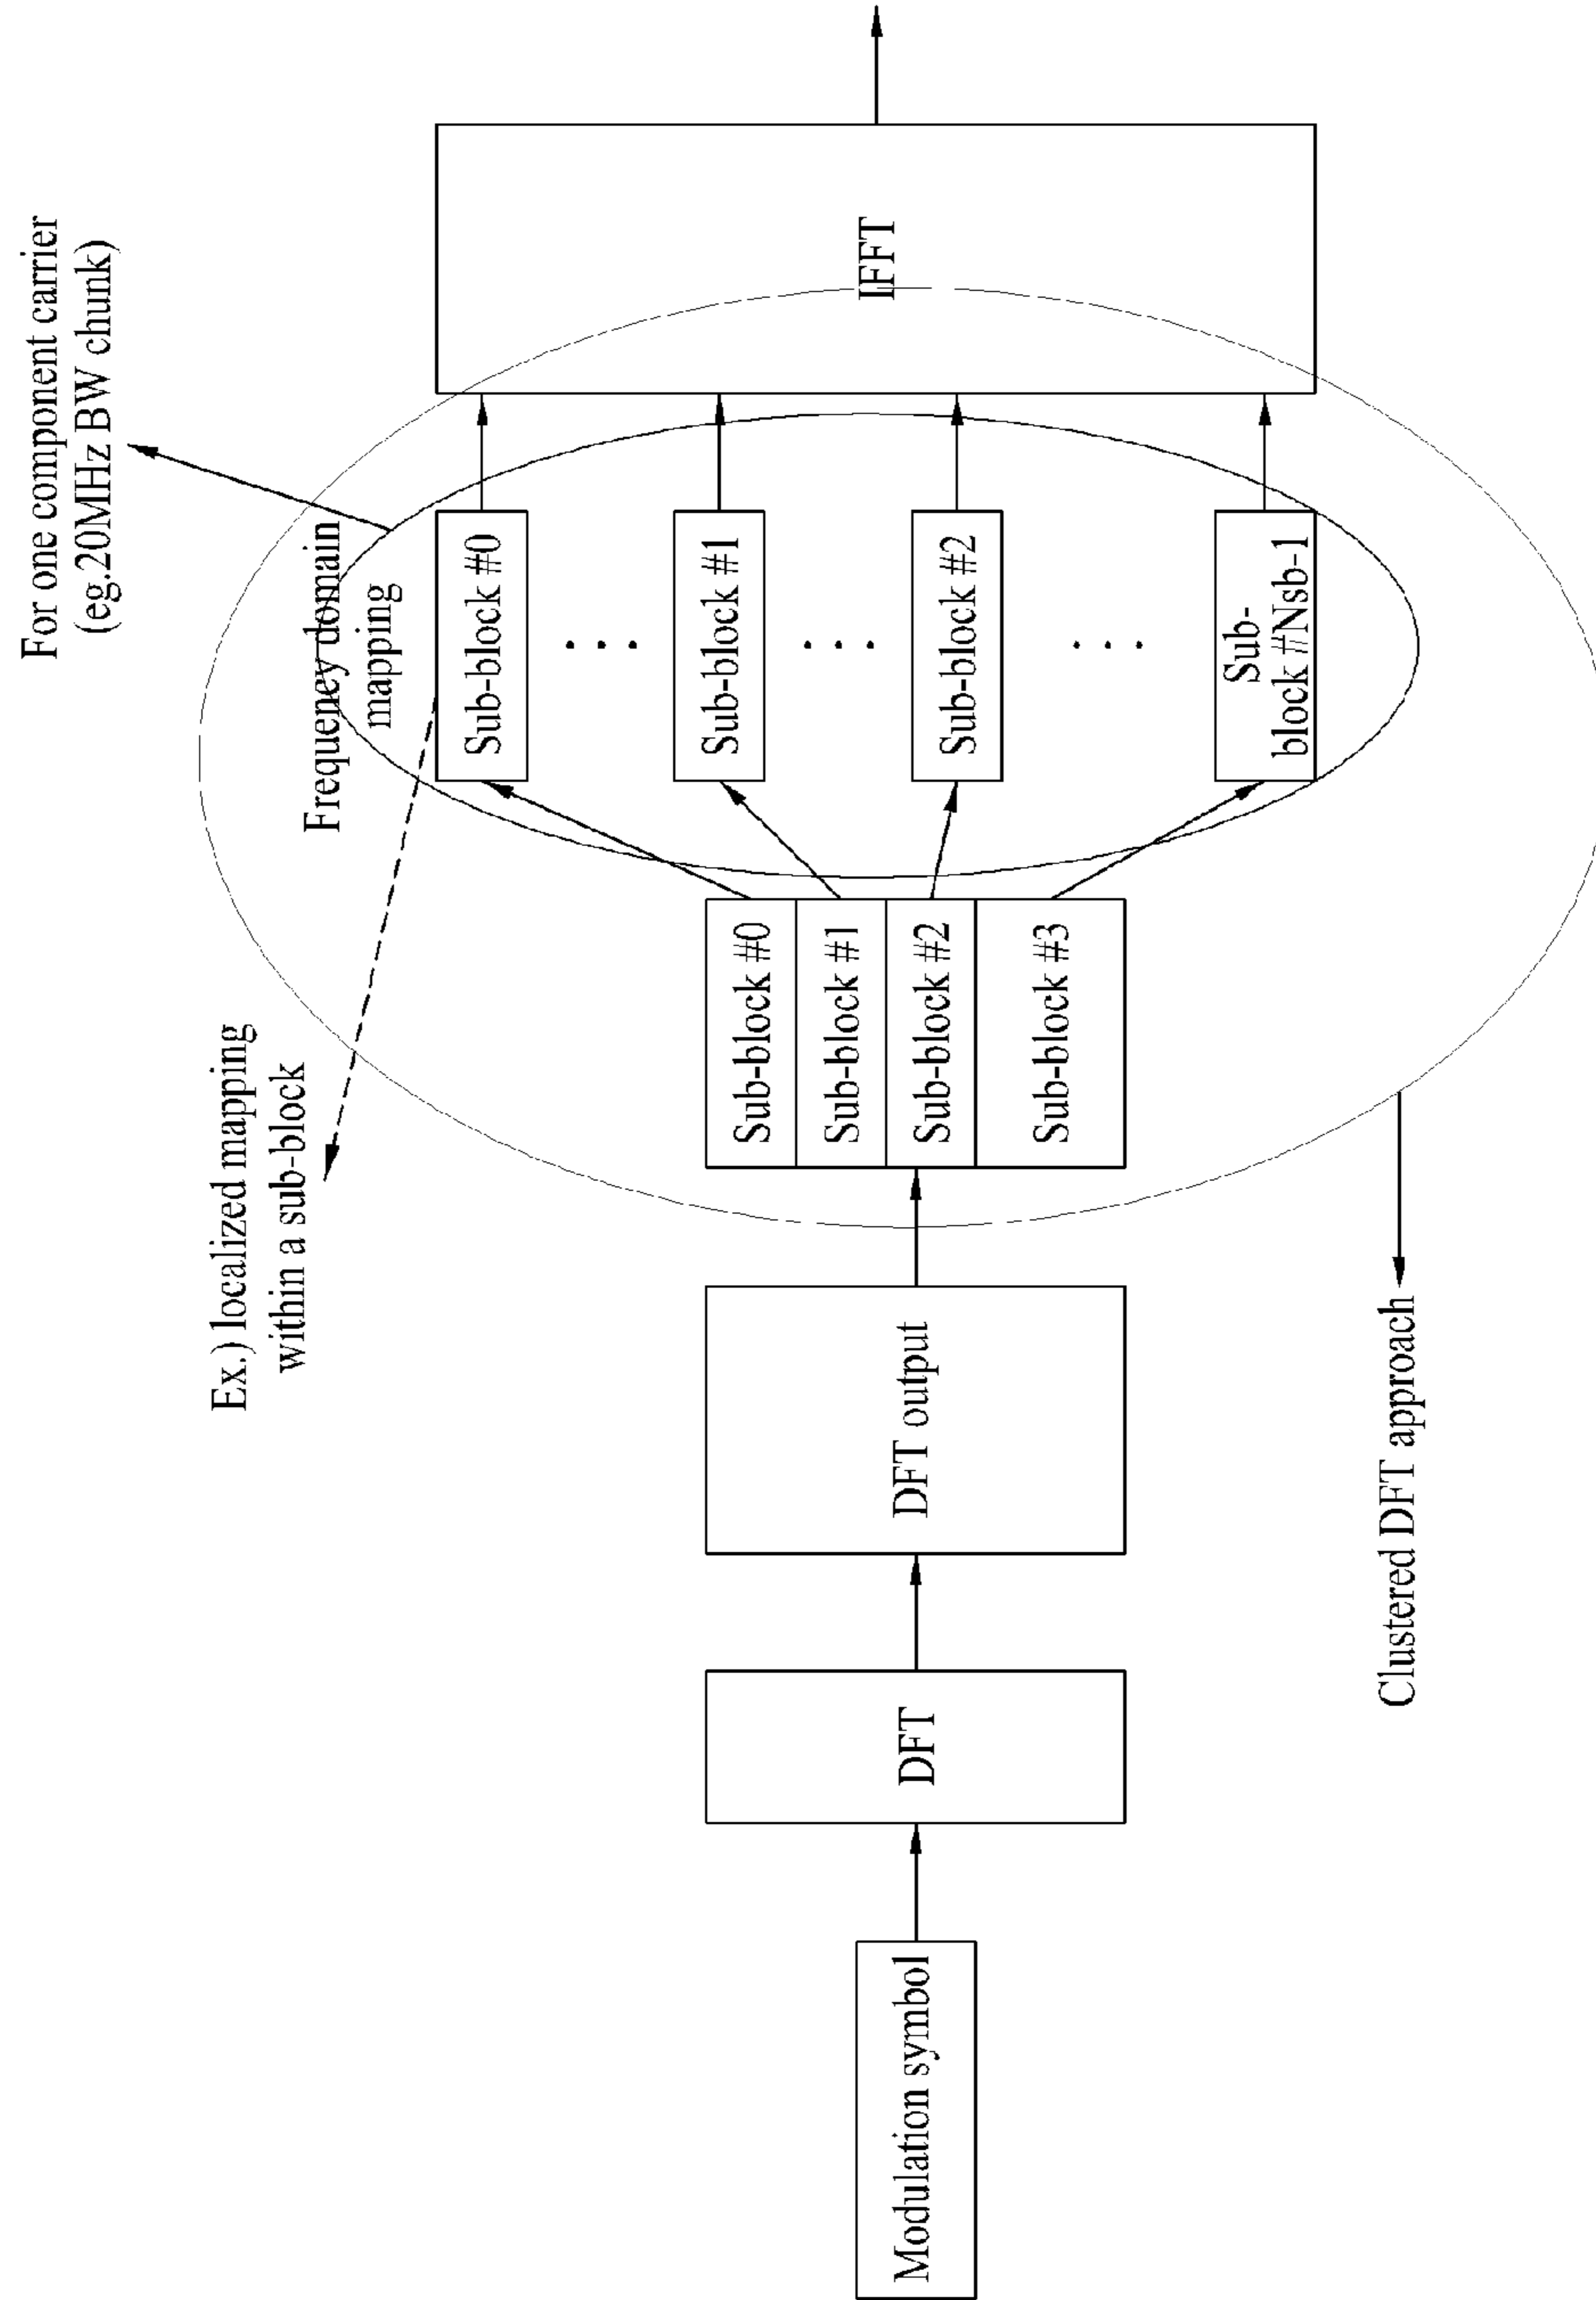 For one component carrier
(eg.20MHz BW chunk)
Ex.) localized mapping
within a sub-block
Frequency domain
mapping
Modulation symbol
DFT
DFT output
Sub-block #0
Sub-block #1
Sub-block #2
Sub-block #3
Sub-block #0
Sub-block #1
Sub-block #2
Sub-
block #Nsb-1
IFFT
Clustered DFT approach